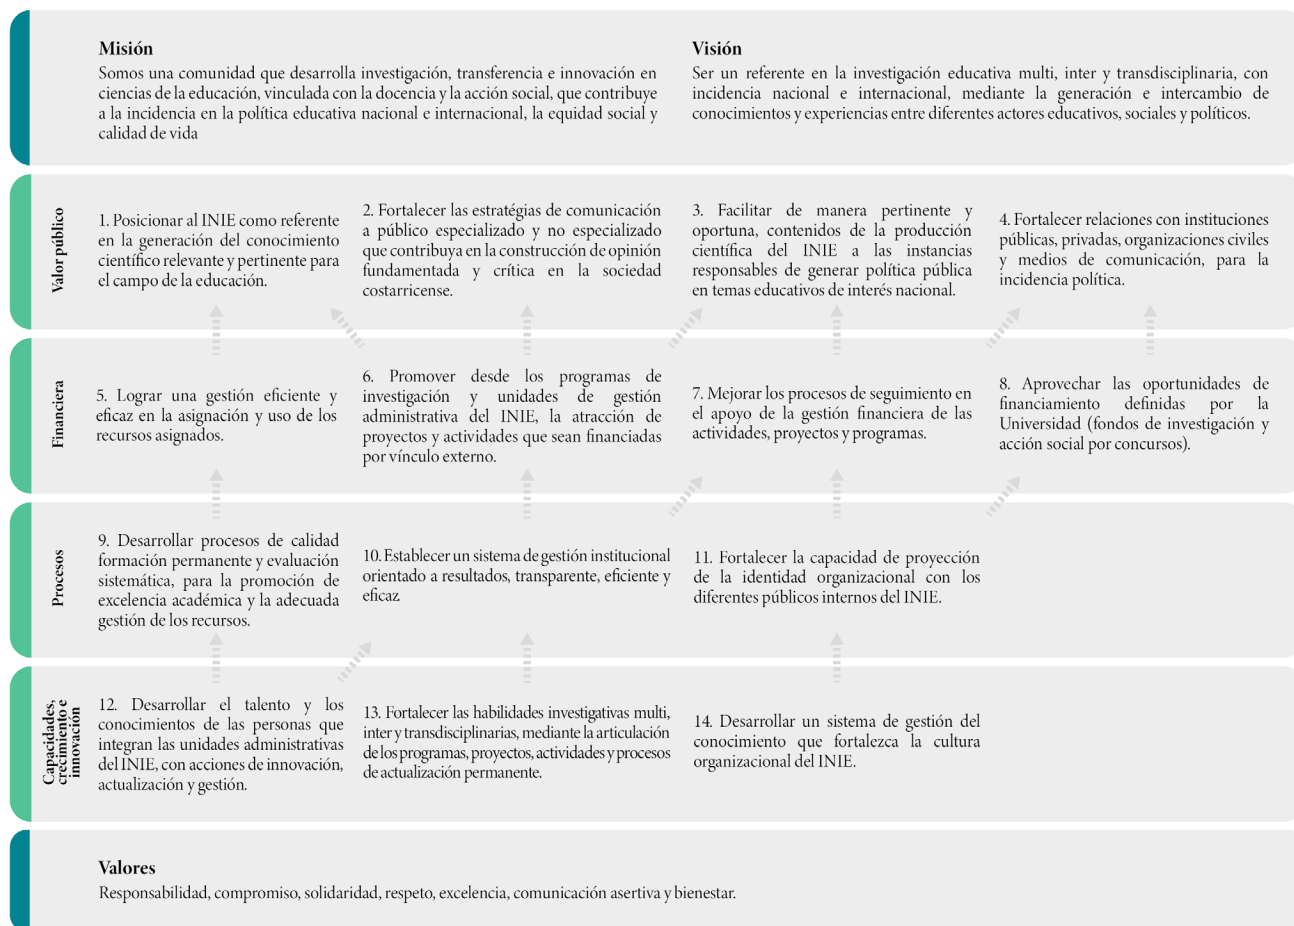 Misión
Somos una comunidad que desarrolla investigación, transferencia e innovación en
ciencias de la educación, vinculada con la docencia y la acción social, que contribuye
a la incidencia en la política educativa nacional e internacional, la equidad social y
calidad de vida
Visión
Ser un referente en la investigación educativa multi, inter y transdisciplinaria, con
incidencia nacional e internacional, mediante la generación e intercambio de
conocimientos y experiencias entre diferentes actores educativos, sociales y políticos.
Valor público
1. Posicionar al INIE como referente
en la generación del conocimiento
científico relevante y pertinente para
el campo de la educación.
2. Fortalecer las estratégias de comunicación
a público especializado y no especializado
que contribuya en la construcción de opinión
fundamentada y crítica en la sociedad
costarricense.
3. Facilitar de manera pertinente y
oportuna, contenidos de la producción
científica del INIE a las instancias
responsables de generar política pública
en temas educativos de interés nacional.
4. Fortalecer relaciones con instituciones
públicas, privadas, organizaciones civiles
y medios de comunicación, para la
incidencia política.
Financiera
5. Lograr una gestión eficiente y
eficaz en la asignación y uso de los
recursos asignados.
6. Promover desde los programas de
investigación y unidades de gestión
administrativa del INIE, la atracción de
proyectos y actividades que sean financiadas
por vínculo externo.
7. Mejorar los procesos de seguimiento en
el apoyo de la gestión financiera de las
actividades, proyectos y programas.
8. Aprovechar las oportunidades de
financiamiento definidas por la
Universidad (fondos de investigación y
acción social por concursos).
Procesos
9. Desarrollar procesos de calidad
formación permanente y evaluación
sistemática, para la promoción de
excelencia académica y la adecuada
gestión de los recursos.
10. Establecer un sistema de gestión institucional
orientado a resultados, transparente, eficiente y
eficaz.
11. Fortalecer la capacidad de proyección
de la identidad organizacional con los
diferentes públicos internos del INIE.
Capacidades,
crecimiento e
innovación
12. Desarrollar el talento y los
conocimientos de las personas que
integran las unidades administrativas
del INIE, con acciones de innovación,
actualización y gestión.
13. Fortalecer las habilidades investigativas multi,
inter y transdisciplinarias, mediante la articulación
de los programas, proyectos, actividades y procesos
de actualización permanente.
14. Desarrollar un sistema de gestión del
conocimiento que fortalezca la cultura
organizacional del INIE.
Valores
Responsabilidad, compromiso, solidaridad, respeto, excelencia, comunicación asertiva y bienestar.